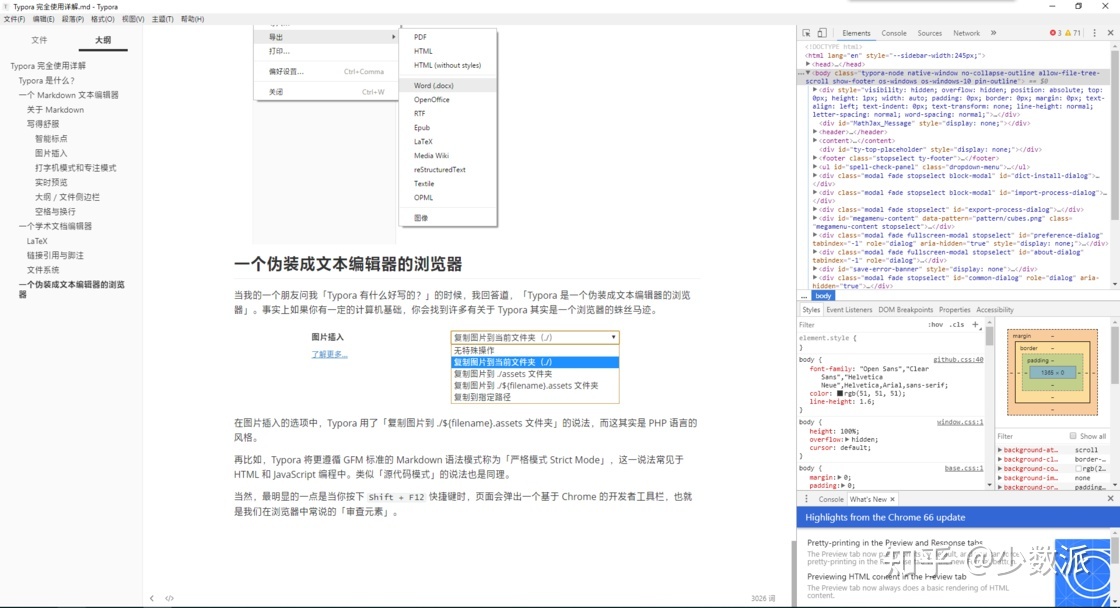 Typora 完全使用详解.md - Typora
文件(F) 编辑(E) 段落(P) 格式(O) 视图(V) 主题(T) 帮助(H)
文件 大纲
Typora 完全使用详解
Typora 是什么？
一个 Markdown 文本编辑器
关于 Markdown
写得舒服
智能标点
图片插入
打字机模式和专注模式
实时预览
大纲 / 文件侧边栏
空格与换行
一个学术文档编辑器
LaTeX
链接引用与脚注
文件系统
一个伪装成文本编辑器的浏览
器
导出
打印...
偏好设置... Ctrl+Comma
关闭 Ctrl+W
PDF
HTML
HTML (without styles)
Word (.docx)
OpenOffice
RTF
Epub
LaTeX
Media Wiki
reStructuredText
Textile
OPML
图像
一个伪装成文本编辑器的浏览器
当我的一个朋友问我「Typora 有什么好写的？」的时候，我回答道，「Typora 是一个伪装成文本编辑器的浏览
器」。事实上如果你有一定的计算机基础，你会找到许多有关于 Typora 其实是一个浏览器的蛛丝马迹。
图片插入
了解更多...
复制图片到当前文件夹（./）
无特殊操作
复制图片到当前文件夹（./）
复制图片到 ./assets 文件夹
复制图片到 ./${filename}.assets 文件夹
复制到指定路径
在图片插入的选项中，Typora 用了「复制图片到 ./${filename}.assets 文件夹」的说法，而这其实是 PHP 语言的
风格。
再比如，Typora 将更遵循 GFM 标准的 Markdown 语法模式称为「严格模式 Strict Mode」，这一说法常见于
HTML 和 JavaScript 编程中。类似「源代码模式」的说法也是同理。
当然，最明显的一点是当你按下 Shift + F12 快捷键时，页面会弹出一个基于 Chrome 的开发者工具栏，也就
是我们在浏览器中常说的「审查元素」。
3026 词
Elements Console Sources Network » 3 71
<!DOCTYPE html>
<html lang="en" style="--sidebar-width:245px;">
<head>…</head>
<body class="typora-node native-window no-collapse-outline allow-file-tree-
scroll show-footer os-windows os-windows-10 pin-outline"> == $0
<div style="visibility: hidden; overflow: hidden; position: absolute; top:
0px; height: 1px; width: auto; padding: 0px; border: 0px; margin: 0px; text-
align: left; text-indent: 0px; text-transform: none; line-height: normal;
letter-spacing: normal; word-spacing: normal;">…</div>
<div id="MathJax_Message" style="display: none;"></div>
<header>…</header>
<content>…</content>
<div id="ty-top-placeholder" style="display: none;"></div>
<footer class="stopselect ty-footer">…</footer>
<ul id="spell-check-panel" class="dropdown-menu">…</ul>
<div class="modal fade stopselect block-modal" id="dict-install-dialog">…
</div>
<div class="modal fade stopselect block-modal" id="import-process-dialog">…
</div>
<div class="modal fade stopselect" id="export-process-dialog">…</div>
<div id="megamenu-content" data-pattern="pattern/cubes.png" class=
"megamenu-content stopselect">…</div>
<div class="modal fade fullscreen-modal stopselect" id="preference-dialog"
tabindex="-1" role="dialog" aria-hidden="true" style="display: none;">…</div>
<div class="modal fade fullscreen-modal stopselect" id="about-dialog"
tabindex="-1" role="dialog">…</div>
<div id="save-error-banner" style="display: none;">…</div>
<div class="modal fade stopselect" id="common-dialog" role="dialog" aria-
hidden="true">…</div>
... body
Styles Event Listeners DOM Breakpoints Properties Accessibility
Filter :hov .cls +
element.style {
}
body { github.css:40
font-family: "Open Sans","Clear
Sans","Helvetica
Neue",Helvetica,Arial,sans-serif;
color: rgb(51, 51, 51);
line-height: 1.6;
}
body { window.css:1
height: 100%;
overflow: hidden;
cursor: default;
}
body { base.css:1
margin: 0;
padding: 0;
margin –
border –
padding –
1365 × 0
Filter Show all
background-at… scroll
background-cl… border-…
background-co… rgb(2…
background-im… none
background-or… padding…
Console What's New ×
Highlights from the Chrome 66 update
Pretty-printing in the Preview and Response tabs
The Preview tab now
pretty-printing
Previewing HTML content in the Preview tab
The Preview tab now always does a basic rendering of HTML
content.
知乎 @少数派